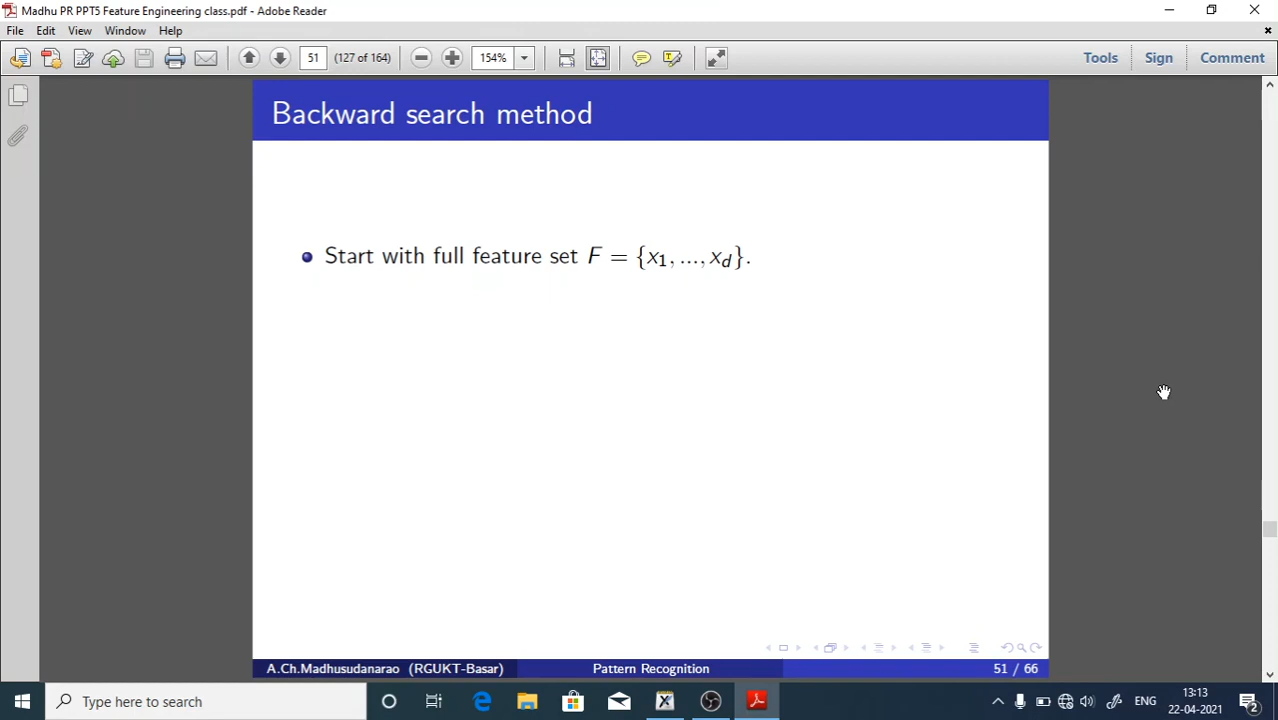 Madhu PR PPT5 Feature Engineering class.pdf - Adobe Reader
File Edit View Window Help
51 (127 of 164) 154% Tools Sign Comment
Backward search method
Start with full feature set F = {x1, ..., xd}.
A.Ch.Madhusudanarao (RGUKT-Basar) Pattern Recognition 51 / 66
Type here to search
ENG
13:13
22-04-2021
2